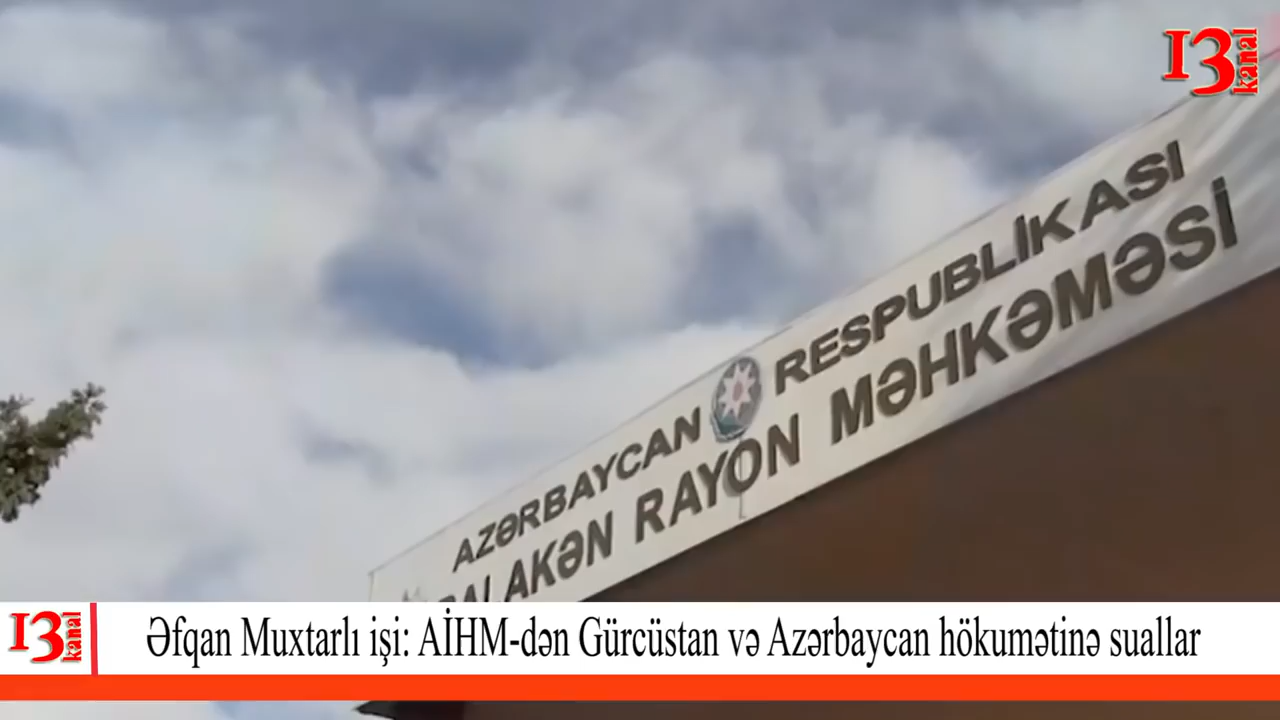 13 kanal
AZƏRBAYCAN RESPUBLİKASI
RAYON MƏHKƏMƏSİ
13 kanal
Əfqan Muxtarlı işi: AİHM-dən Gürcüstan və Azərbaycan hökumətinə suallar